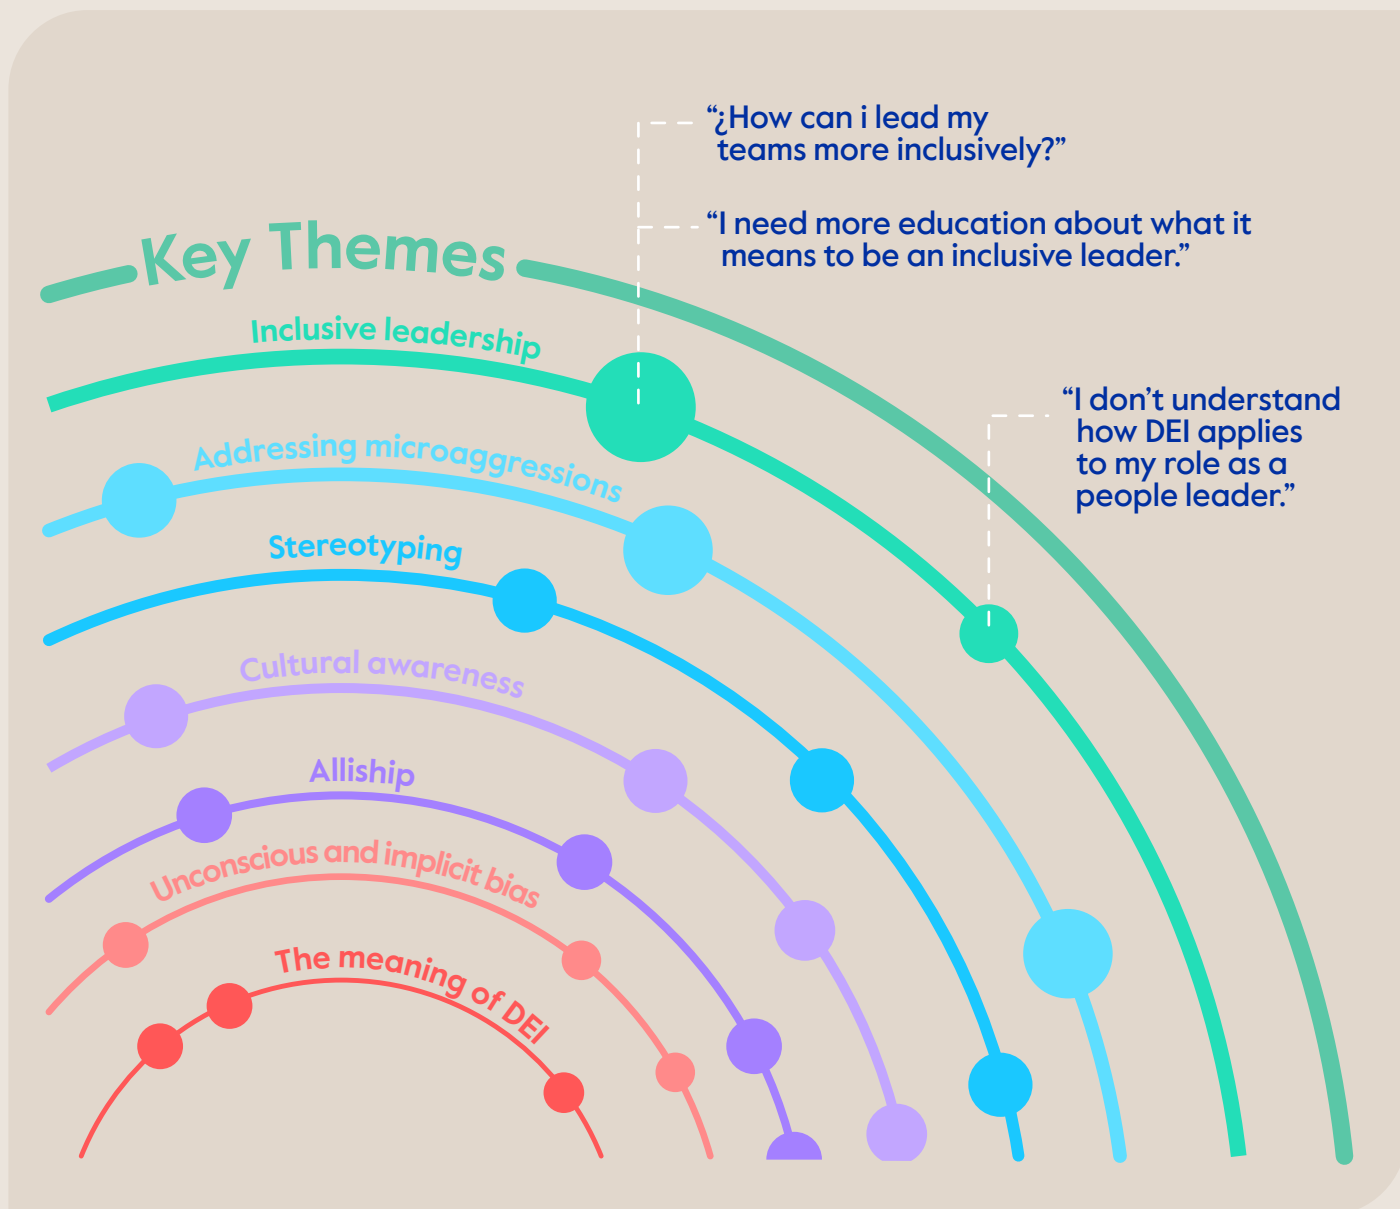 “¿How can i lead my
teams more inclusively?”
“I need more education about what it
means to be an inclusive leader.”
Key Themes
Inclusive leadership
“I don’t understand
how DEI applies
to my role as a
people leader.”
Addressing microaggressions
Stereotyping
Cultural awareness
Alliship
Unconscious and implicit bias
The meaning of DEI